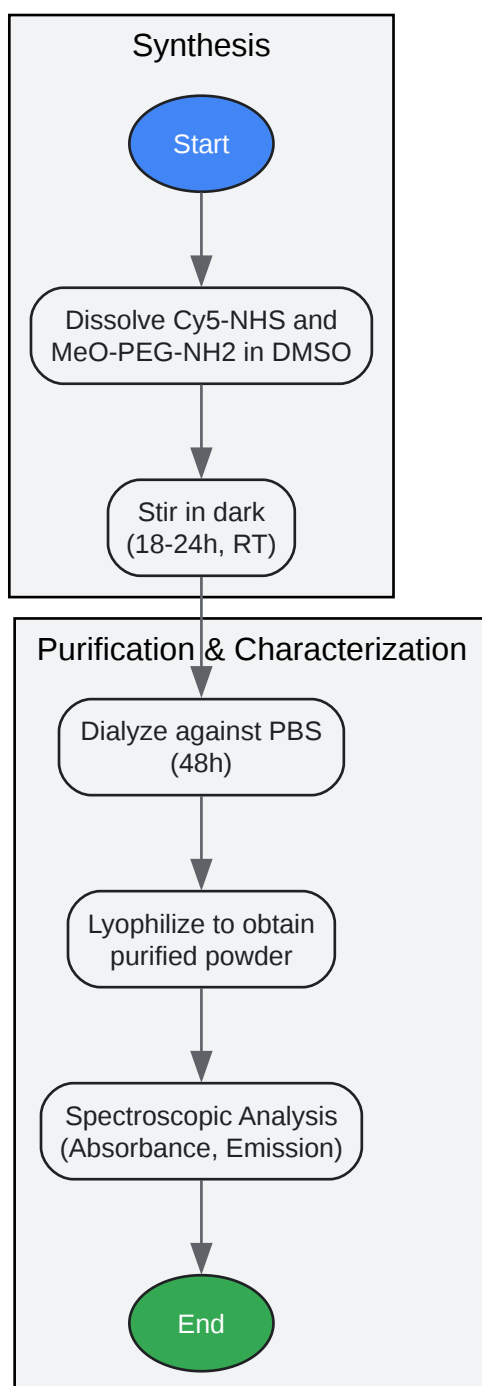 Synthesis
Start
Dissolve Cy5-NHS and
MeO-PEG-NH2 in DMSO
Stir in dark
(18-24h, RT)
Purification & Characterization
Dialyze against PBS
(48h)
Lyophilize to obtain
purified powder
Spectroscopic Analysis
(Absorbance, Emission)
End